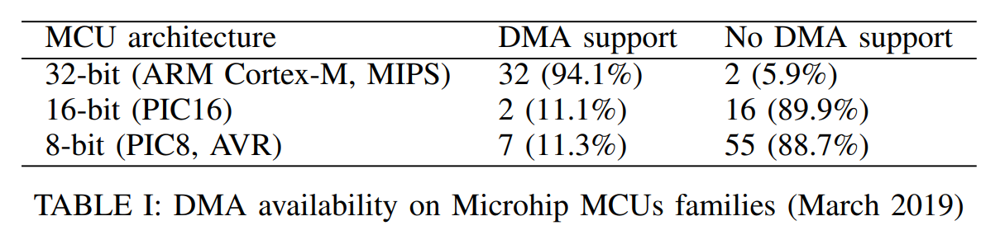 MCU architecture DMA support No DMA support
32-bit (ARM Cortex-M, MIPS) 32 (94.1%) 2 (5.9%)
16-bit (PIC16) 2 (11.1%) 16 (89.9%)
8-bit (PIC8, AVR) 7 (11.3%) 55 (88.7%)
TABLE I: DMA availability on Microhip MCUs families (March 2019)